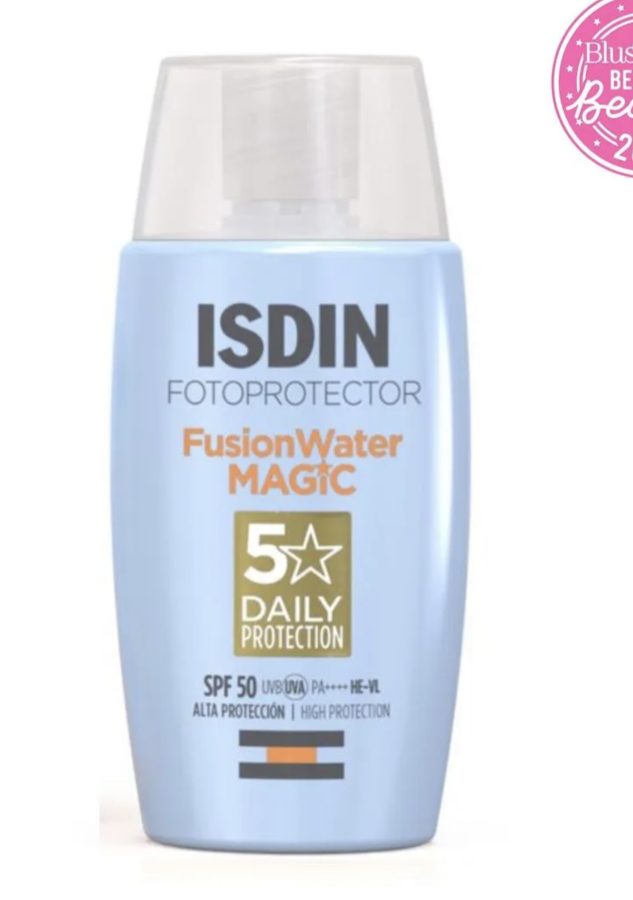 ISDIN
FOTOPROTECTOR
FusionWater
MAGIC
5☆
DAILY
PROTECTION
SPF 50 UVB UVA PA++++ HE-VL
ALTA PROTECCIÓN | HIGH PROTECTION